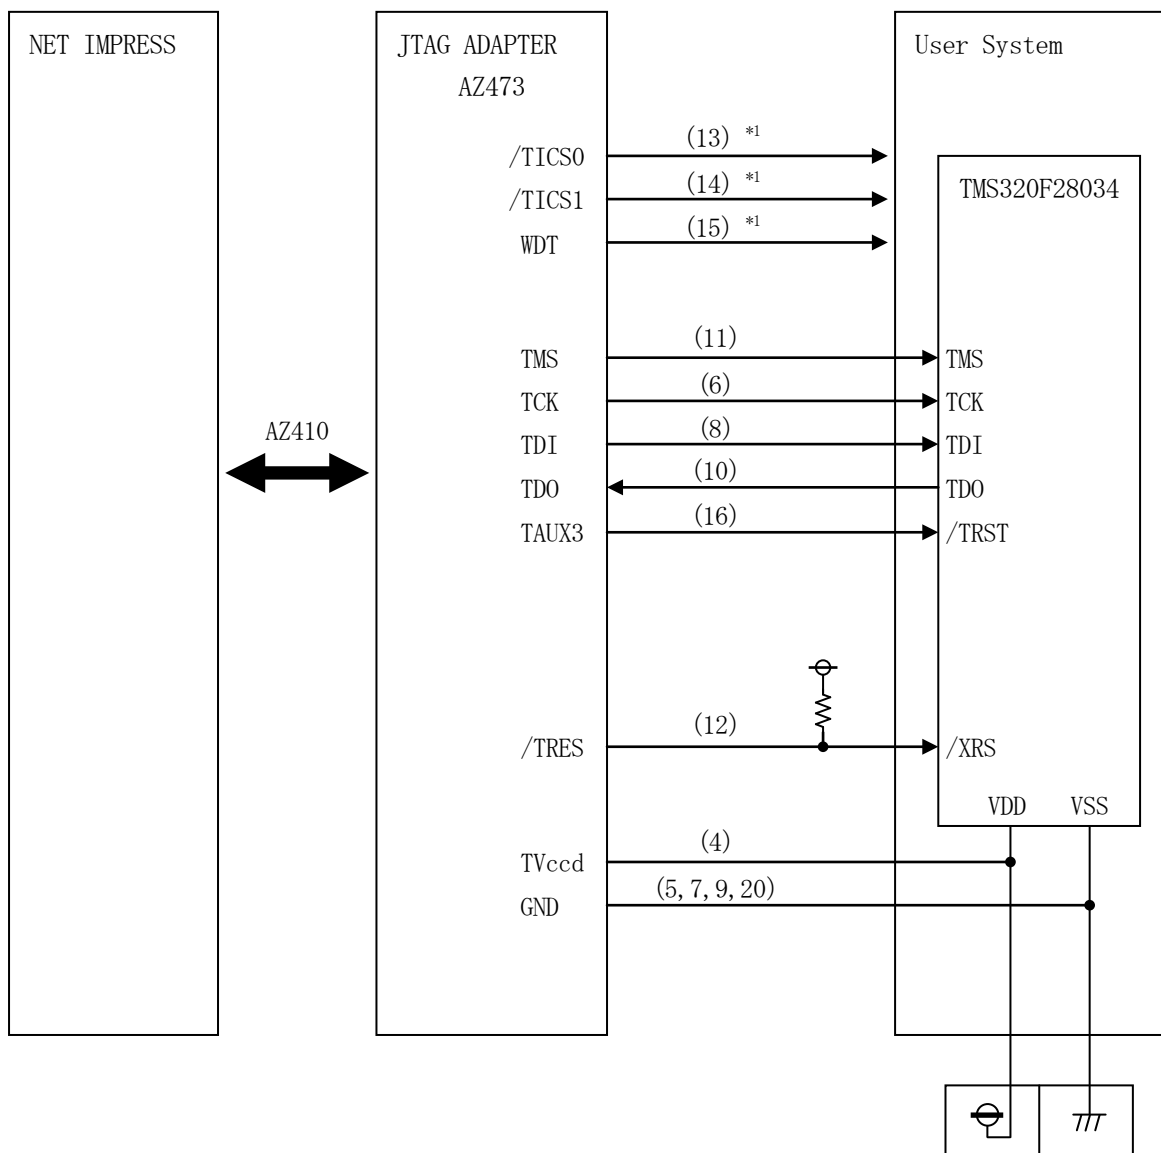 NET IMPRESS
JTAG ADAPTER
AZ473
User System
/TICS0 (13) *1
/TICS1 (14) *1
WDT (15) *1
TMS320F28034
TMS (11) TMS
TCK (6) TCK
TDI (8) TDI
AZ410
TDO (10) TDO
TAUX3 (16) /TRST
/TRES (12) /XRS
VDD VSS
TVccd (4)
GND (5,7,9,20)